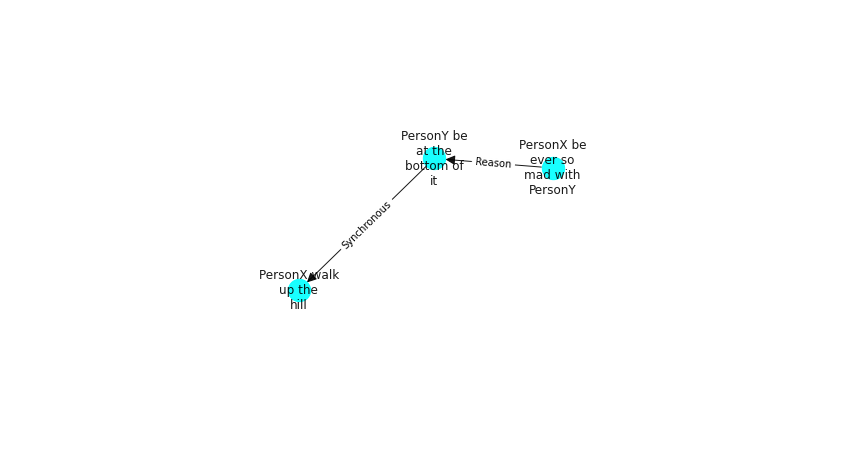 PersonY be
at the
bottom of
it
Reason
PersonX be
ever so
mad with
PersonY
Synchronous
PersonX walk
up the
hill